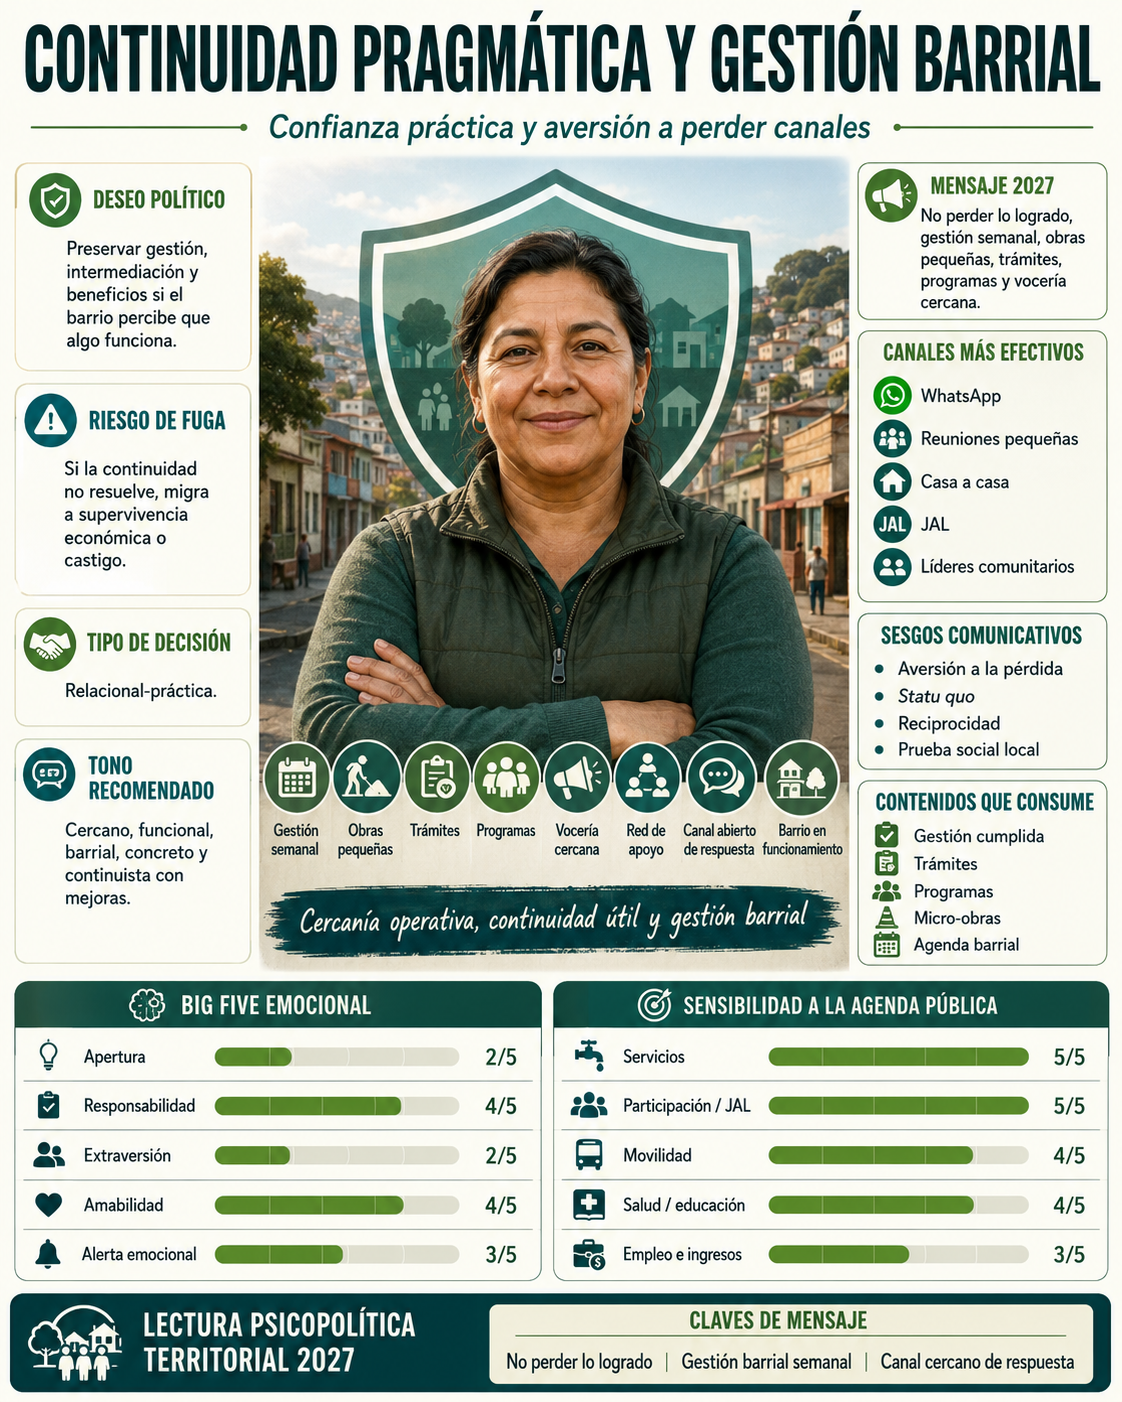 CONTINUIDAD PRAGMÁTICA Y GESTIÓN BARRIAL
Confianza práctica y aversión a perder canales
DESEO POLÍTICO
Preservar gestión,
intermediación y
beneficios si el
barrio percibe que
algo funciona.
RIESGO DE FUGA
Si la continuidad
no resuelve, migra
a supervivencia
económica o
castigo.
TIPO DE DECISIÓN
Relacional-práctica.
TONO
RECOMENDADO
Cercano, funcional,
barrial, concreto y
continuista con
mejoras.
Gestión
semanal
Obras
pequeñas
Trámites
Programas
Vocería
cercana
Red de
apoyo
Canal abierto
de respuesta
Barrio en
funcionamiento
Cercanía operativa, continuidad útil y gestión barrial
MENSAJE 2027
No perder lo logrado,
gestión semanal, obras
pequeñas, trámites,
programas y vocería
cercana.
CANALES MÁS EFECTIVOS
WhatsApp
Reuniones pequeñas
Casa a casa
JAL JAL
Líderes comunitarios
SESGOS COMUNICATIVOS
• Aversión a la pérdida
• Statu quo
• Reciprocidad
• Prueba social local
CONTENIDOS QUE CONSUME
Gestión cumplida
Trámites
Programas
Micro-obras
Agenda barrial
BIG FIVE EMOCIONAL
Apertura 2/5
Responsabilidad 4/5
Extraversión 2/5
Amabilidad 4/5
Alerta emocional 3/5
SENSIBILIDAD A LA AGENDA PÚBLICA
Servicios 5/5
Participación / JAL 5/5
Movilidad 4/5
Salud / educación 4/5
Empleo e ingresos 3/5
LECTURA PSICOPOLÍTICA
TERRITORIAL 2027
CLAVES DE MENSAJE
No perder lo logrado | Gestión barrial semanal | Canal cercano de respuesta